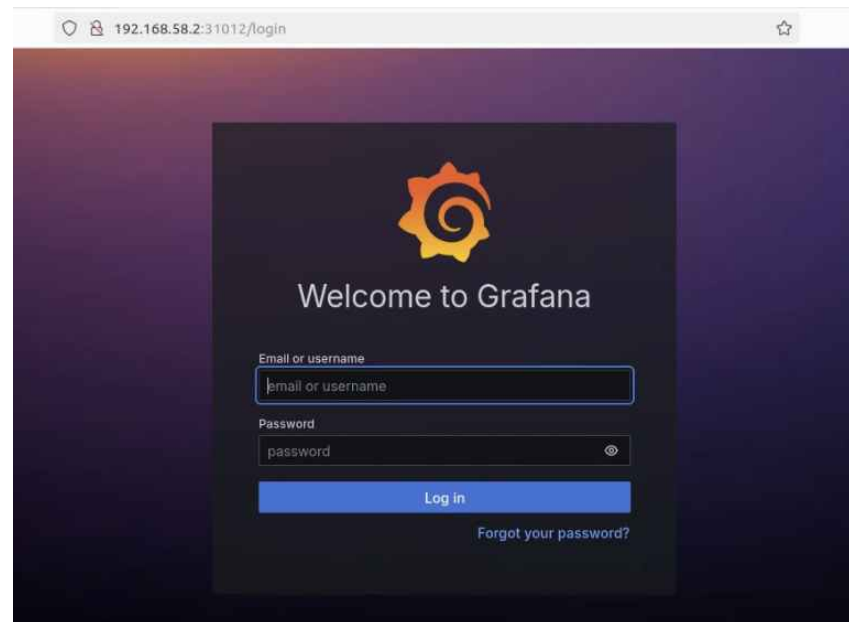 192.168.58.2:31012/login
Welcome to Grafana
Email or username
email or username
Password
password
Log in
Forgot your password?